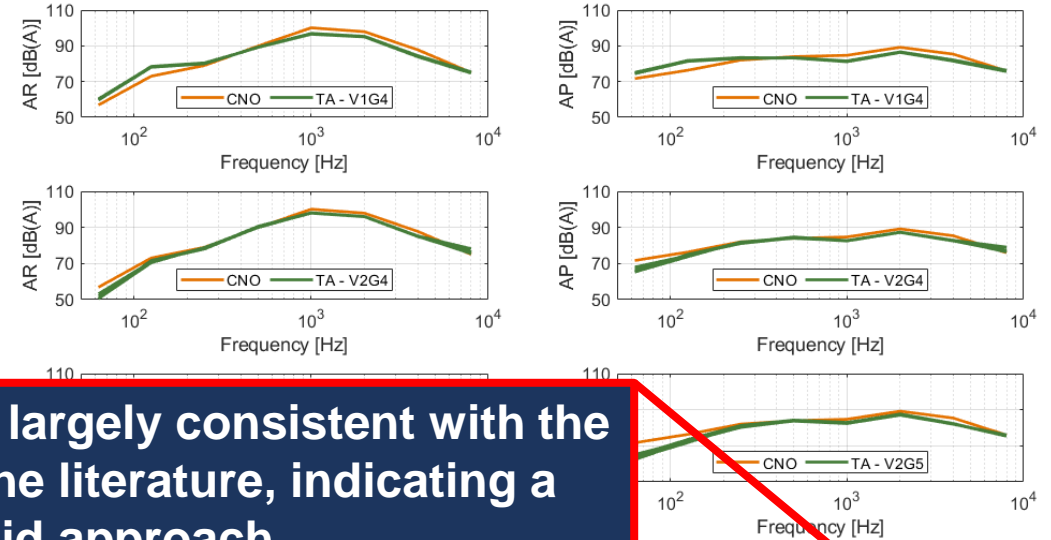 110
90
70
50
AR [dB(A)]
CNO
TA - V1G4
10^2
10^3
10^4
Frequency [Hz]
110
90
70
50
AP [dB(A)]
CNO
TA - V1G4
10^2
10^3
10^4
Frequency [Hz]
110
90
70
50
AR [dB(A)]
CNO
TA - V2G4
10^2
10^3
10^4
Frequency [Hz]
110
90
70
50
AP [dB(A)]
CNO
TA - V2G4
10^2
10^3
10^4
Frequency [Hz]
110
110
CNO
TA - V2G5
10^2
10^3
10^4
Frequency [Hz]
largely consistent with the
literature, indicating a
approach